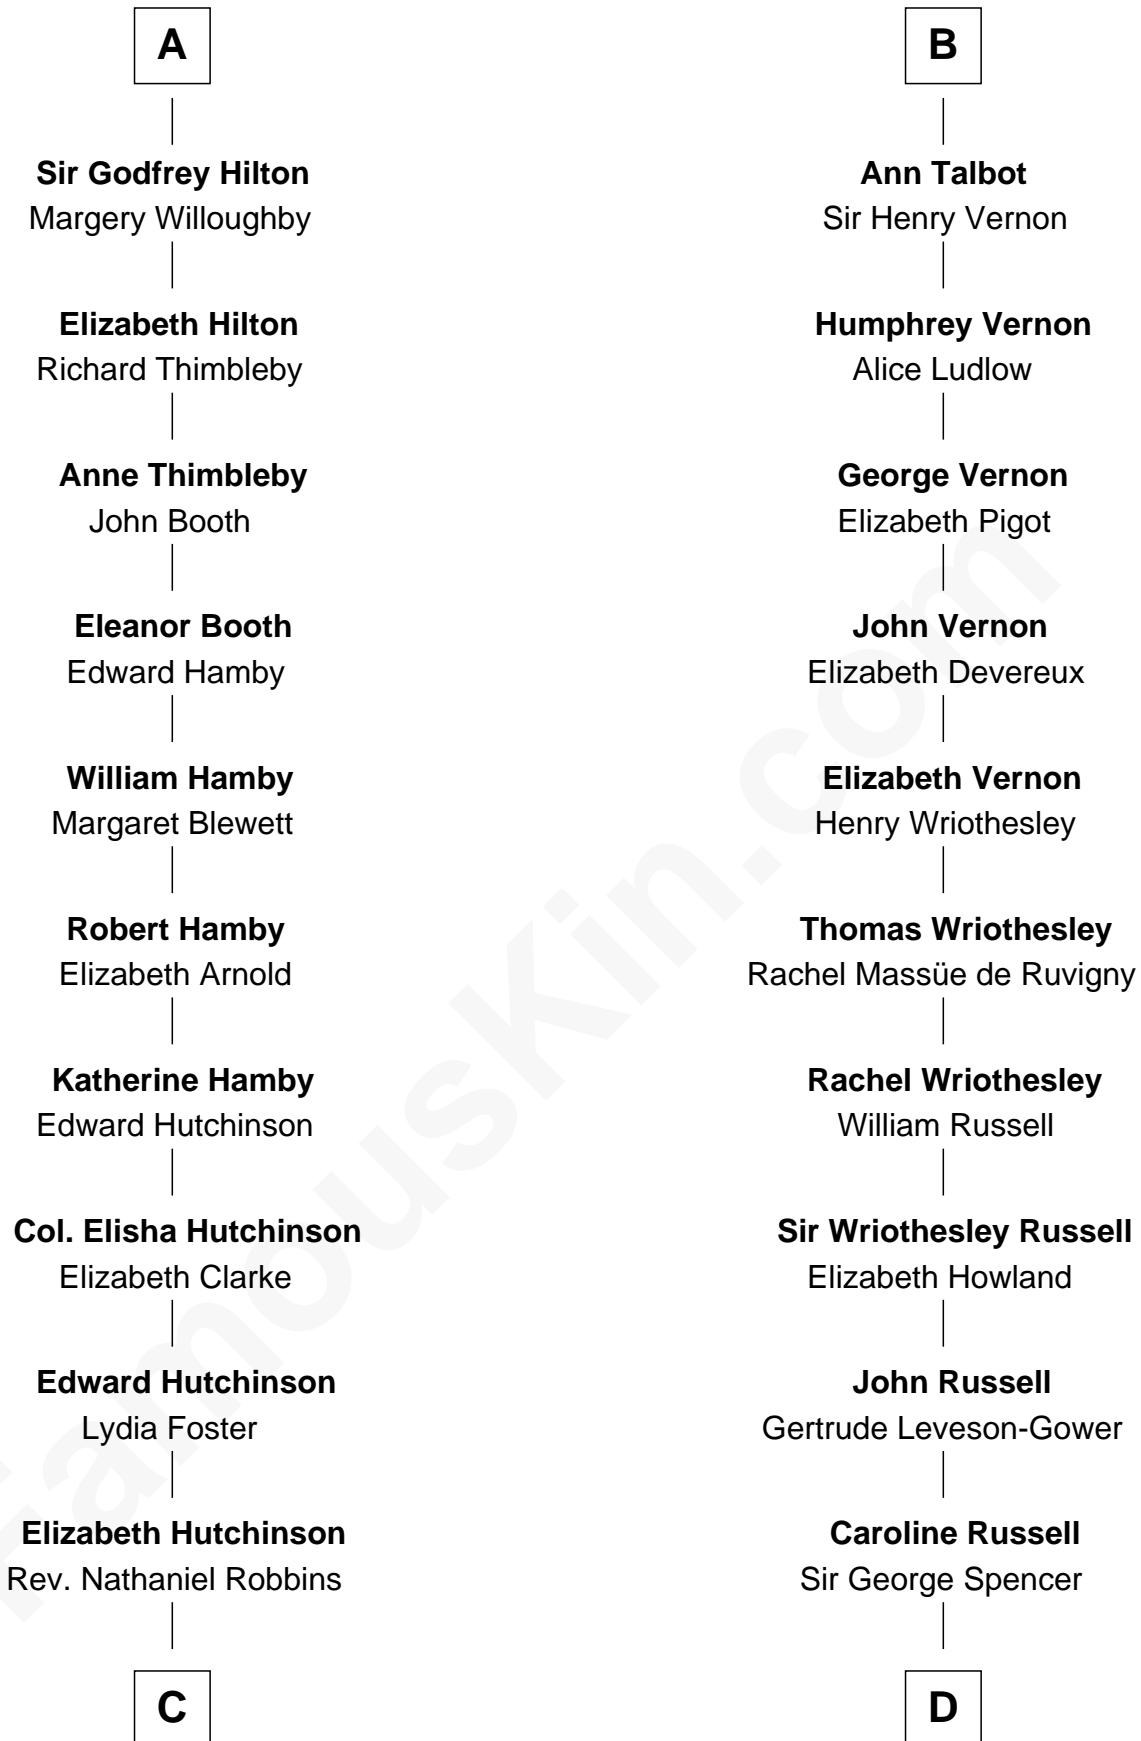 A
Sir Godfrey Hilton
Margery Willoughby
Elizabeth Hilton
Richard Thimbleby
Anne Thimbleby
John Booth
Eleanor Booth
Edward Hamby
William Hamby
Margaret Blewett
Robert Hamby
Elizabeth Arnold
Katherine Hamby
Edward Hutchinson
Col. Elisha Hutchinson
Elizabeth Clarke
Edward Hutchinson
Lydia Foster
Elizabeth Hutchinson
Rev. Nathaniel Robbins
C
B
Ann Talbot
Sir Henry Vernon
Humphrey Vernon
Alice Ludlow
George Vernon
Elizabeth Pigot
John Vernon
Elizabeth Devereux
Elizabeth Vernon
Henry Wriothesley
Thomas Wriothesley
Rachel Massüe de Ruvigny
Rachel Wriothesley
William Russell
Sir Wriothesley Russell
Elizabeth Howland
John Russell
Gertrude Leveson-Gower
Caroline Russell
Sir George Spencer
D
FamousKin.com